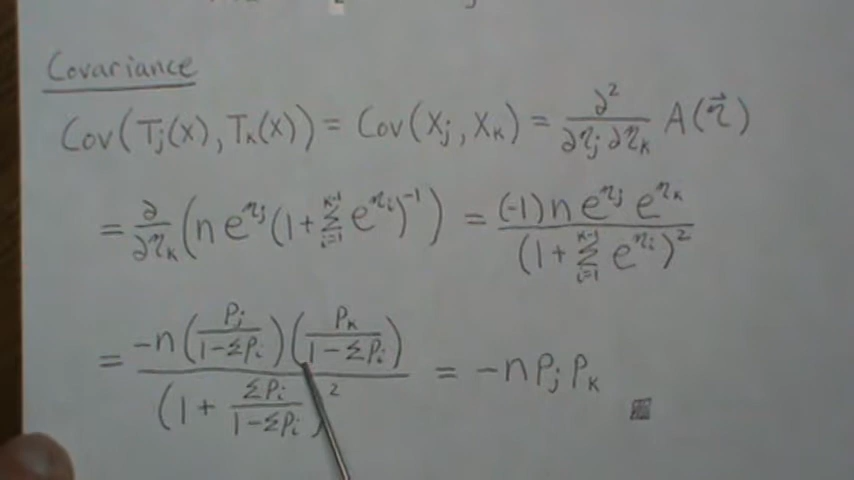 Covariance
Cov(Tj(x), Tk(x)) = Cov(Xj, Xk) = ∂²/∂ηj ∂ηk A(η⃗)
= ∂/∂ηk (n e^ηj (1 + Σ_{i=1}^{k-1} e^ηi)^-1) = (-1) n e^ηj e^ηk / (1 + Σ_{i=1}^{k-1} e^ηi)^2
= -n (Pj / 1-ΣPi) (Pk / 1-ΣPi) / (1 + ΣPi / 1-ΣPi)^2 = -n Pj Pk